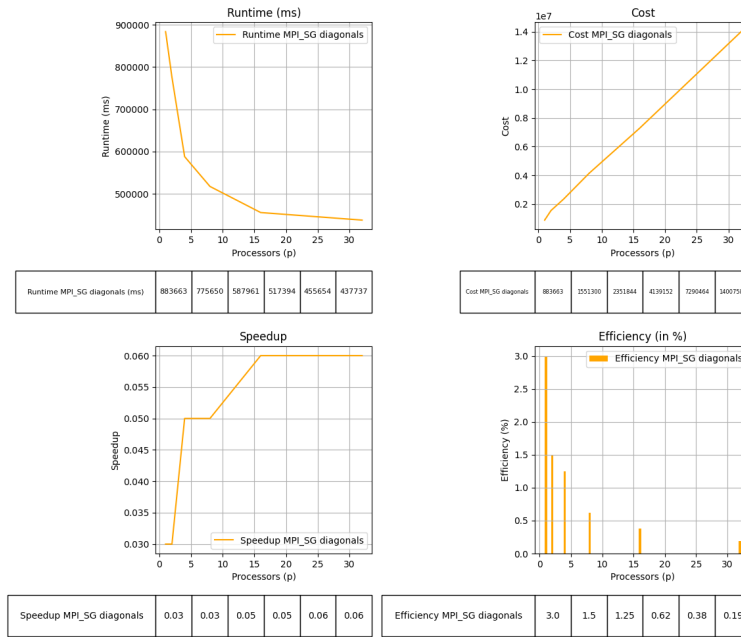 Runtime (ms)
900000
800000
700000
600000
500000
Runtime (ms)
Runtime MPI_SG diagonals
0 5 10 15 20 25 30
Processors (p)
Runtime MPI_SG diagonals (ms) 883663 775650 587961 517394 455654 437737
Cost
1e7
1.4
1.2
1.0
0.8
0.6
0.4
0.2
Cost
Cost MPI_SG diagonals
0 5 10 15 20 25 30
Processors (p)
Cost MPI_SG diagonals 883663 1551300 2351844 4139152 7290464
Speedup
0.060
0.055
0.050
0.045
0.040
0.035
0.030
Speedup
Speedup MPI_SG diagonals
0 5 10 15 20 25 30
Processors (p)
Speedup MPI_SG diagonals 0.03 0.03 0.05 0.05 0.06 0.06
Efficiency (in %)
3.0
2.5
2.0
1.5
1.0
0.5
0.0
Efficiency (%)
Efficiency MPI_SG diagonals
0 5 10 15 20 25 30
Processors (p)
Efficiency MPI_SG diagonals 3.0 1.5 1.25 0.62 0.38 0.19